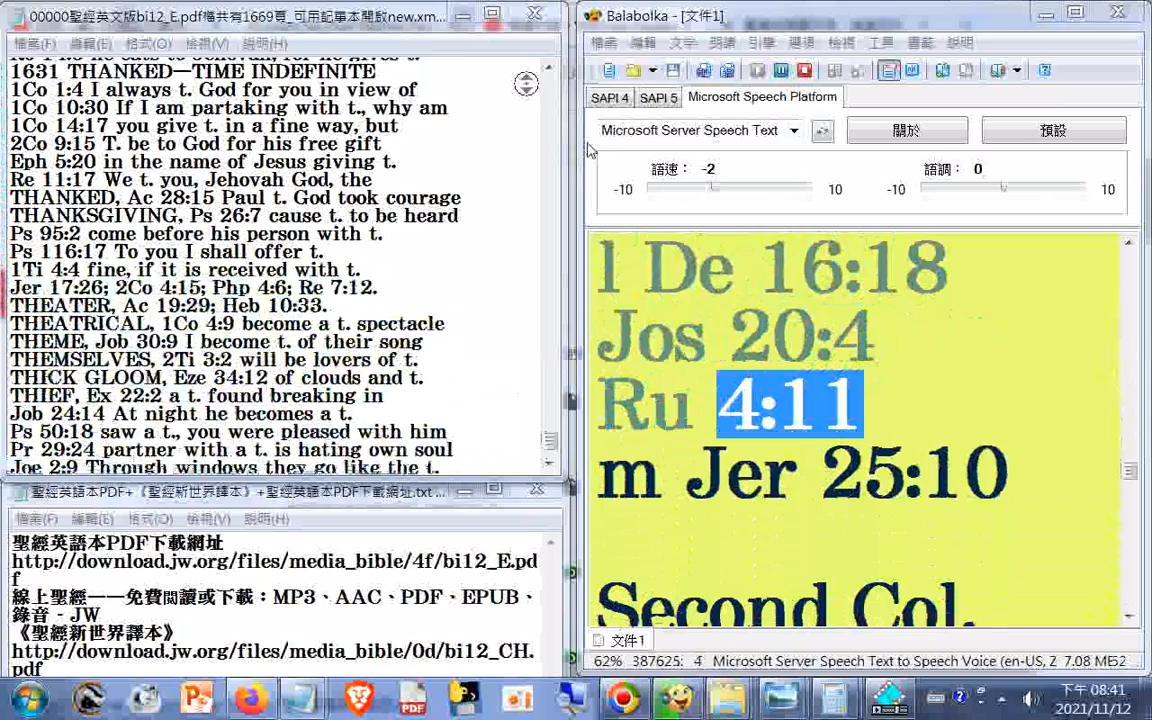 00000聖經英文版bi12_E.pdf檔共有1669頁_可用記事本開啟new.xm...
檔案(F) 編輯(E) 格式(O) 檢視(V) 說明(H)
1631 THANKED—TIME INDEFINITE
1Co 1:4 I always t. God for you in view of
1Co 10:30 If I am partaking with t., why am
1Co 14:17 you give t. in a fine way, but
2Co 9:15 T. be to God for his free gift
Eph 5:20 in the name of Jesus giving t.
Re 11:17 We t. you, Jehovah God, the
THANKED, Ac 28:15 Paul t. God took courage
THANKSGIVING, Ps 26:7 cause t. to be heard
Ps 95:2 come before his person with t.
Ps 116:17 To you I shall offer t.
1Ti 4:4 fine, if it is received with t.
Jer 17:26; 2Co 4:15; Php 4:6; Re 7:12.
THEATER, Ac 19:29; Heb 10:33.
THEATRICAL, 1Co 4:9 become a t. spectacle
THEME, Job 30:9 I become t. of their song
THEMSELVES, 2Ti 3:2 will be lovers of t.
THICK GLOOM, Eze 34:12 of clouds and t.
THIEF, Ex 22:2 a t. found breaking in
Job 24:14 At night he becomes a t.
Ps 50:18 saw a t., you were pleased with him
Pr 29:24 partner with a t. is hating own soul
Joe 2:9 Through windows they go like the t.
聖經英語本PDF+《聖經新世界譯本》+聖經英語本PDF下載網址.txt ...
檔案(F) 編輯(E) 格式(O) 檢視(V) 說明(H)
聖經英語本PDF下載網址
http://download.jw.org/files/media_bible/4f/bi12_E.pd
f
線上聖經——免費閱讀或下載：MP3、AAC、PDF、EPUB、
錄音 - JW
《聖經新世界譯本》
http://download.jw.org/files/media_bible/0d/bi12_CH.
pdf
Balabolka - [文件1]
檔案 編輯 文字 朗讀 引擎 選項 檢視 工具 書籤 說明
SAPI 4 SAPI 5 Microsoft Speech Platform
Microsoft Server Speech Text 關於 預設
語速： -2 語調： 0
-10 10 -10 10
l De 16:18
Jos 20:4
Ru 4:11
m Jer 25:10
Second Col.
文件1
62% 387625: 4 Microsoft Server Speech Text to Speech Voice (en-US, Z 7.08 ME52
PDF
下午 08:41
2021/11/12